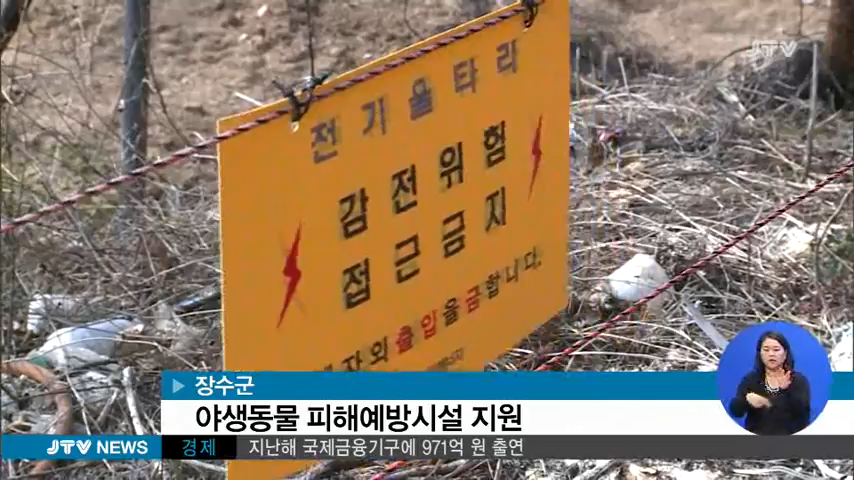 JTV
전기울타리
감전위험
접근금지
자외 출입을금합니다.
장수군
야생동물 피해예방시설 지원
JTV NEWS 경제 지난해 국제금융기구에 971억 원 출연